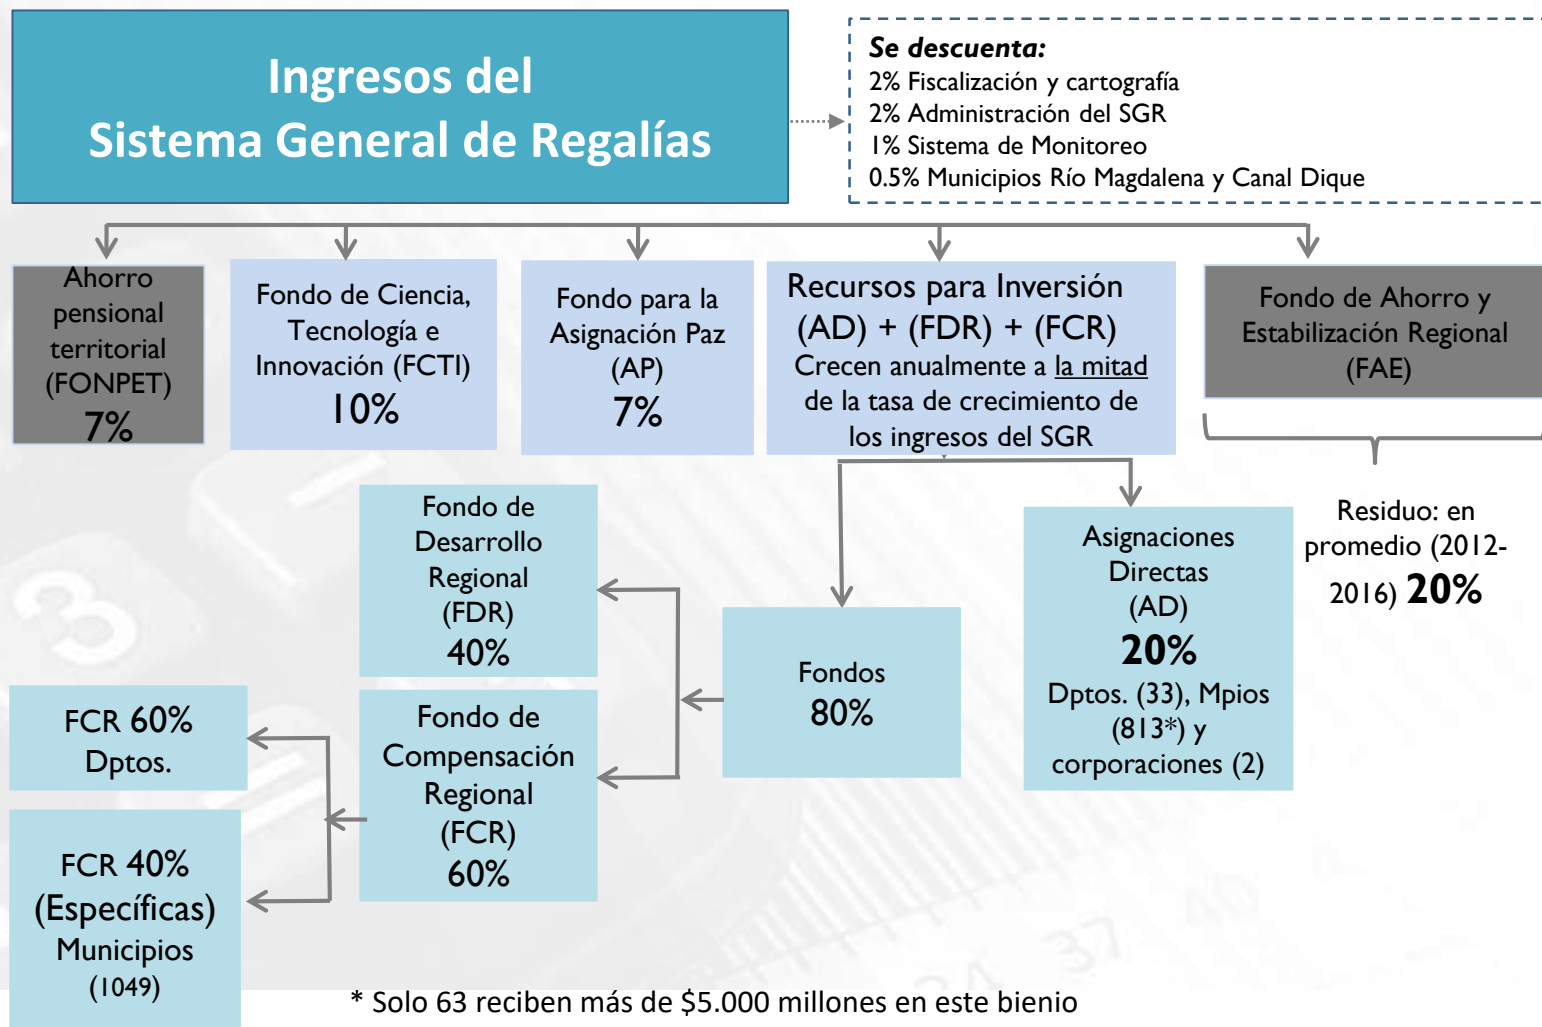 Ingresos del
Sistema General de Regalías
Se descuenta:
2% Fiscalización y cartografía
2% Administración del SGR
1% Sistema de Monitoreo
0.5% Municipios Río Magdalena y Canal Dique
Ahorro
pensional
territorial
(FONPET)
7%
Fondo de Ciencia,
Tecnología e
Innovación (FCTI)
10%
Fondo para la
Asignación Paz
(AP)
7%
Recursos para Inversión
(AD) + (FDR) + (FCR)
Crecen anualmente a la mitad
de la tasa de crecimiento de
los ingresos del SGR
Fondo de Ahorro y
Estabilización Regional
(FAE)
Residuo: en
promedio (2012-
2016) 20%
Asignaciones
Directas
(AD)
20%
Dptos. (33), Mpios
(813*) y
corporaciones (2)
Fondos
80%
Fondo de
Desarrollo
Regional
(FDR)
40%
Fondo de
Compensación
Regional
(FCR)
60%
FCR 60%
Dptos.
FCR 40%
(Específicas)
Municipios
(1049)
* Solo 63 reciben más de $5.000 millones en este bienio
3
24
37
40